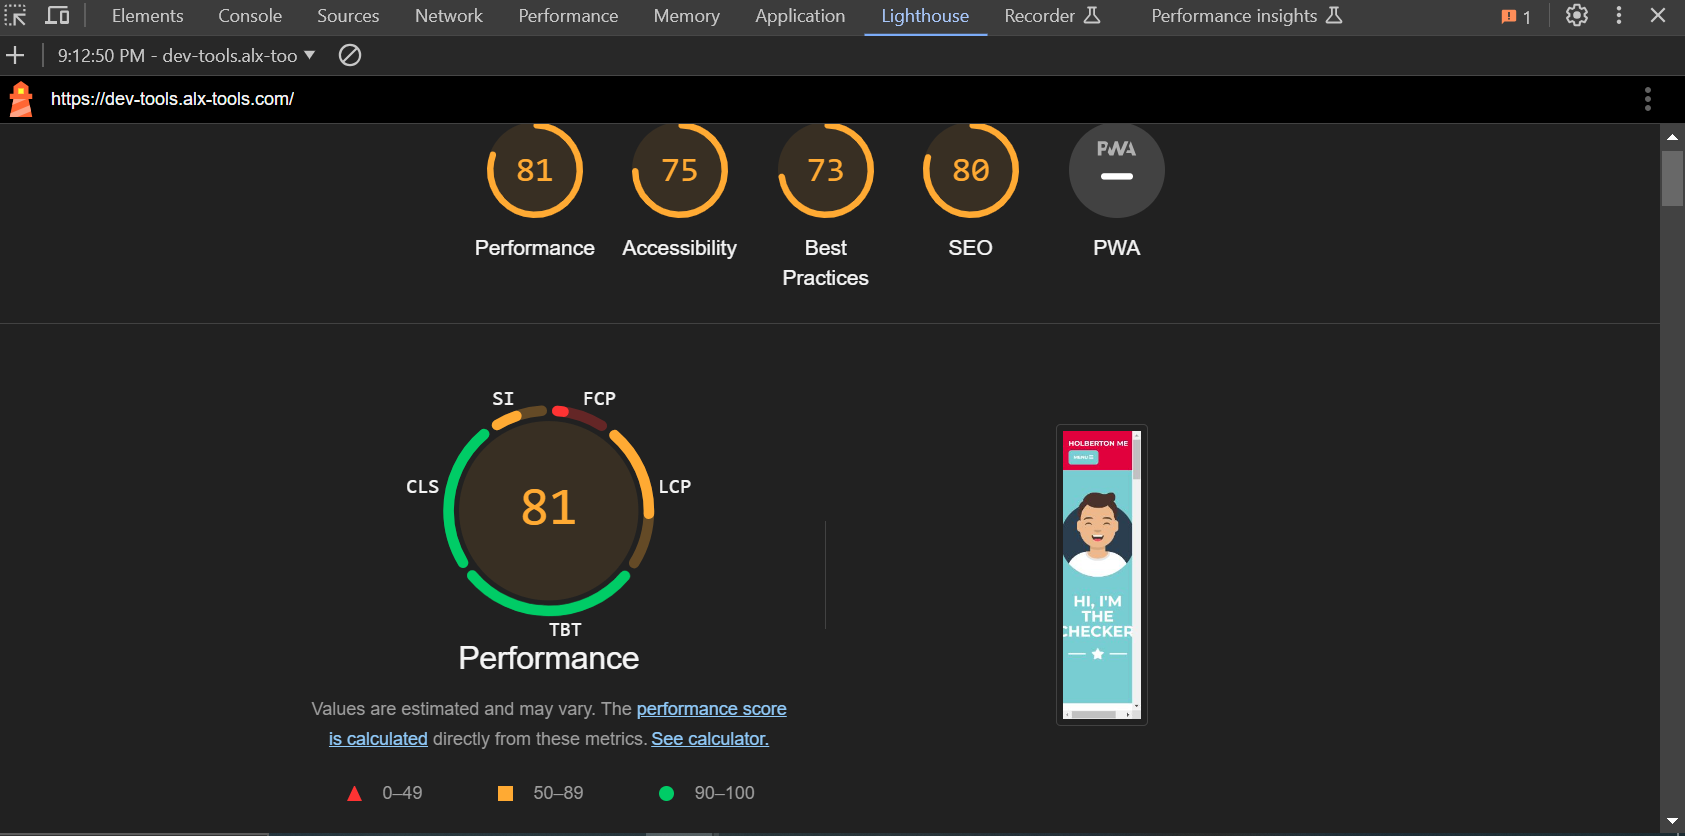 Elements Console Sources Network Performance Memory Application Lighthouse Recorder Performance insights 1
9:12:50 PM - dev-tools.alx-too
https://dev-tools.alx-tools.com/
81 75 73 80 PWA
Performance Accessibility Best Practices SEO PWA
SI FCP
CLS LCP
81
TBT
Performance
Values are estimated and may vary. The performance score
is calculated directly from these metrics. See calculator.
0–49 50–89 90–100
HOLBERTON ME
MENU
HI, I'M
THE
CHECKER